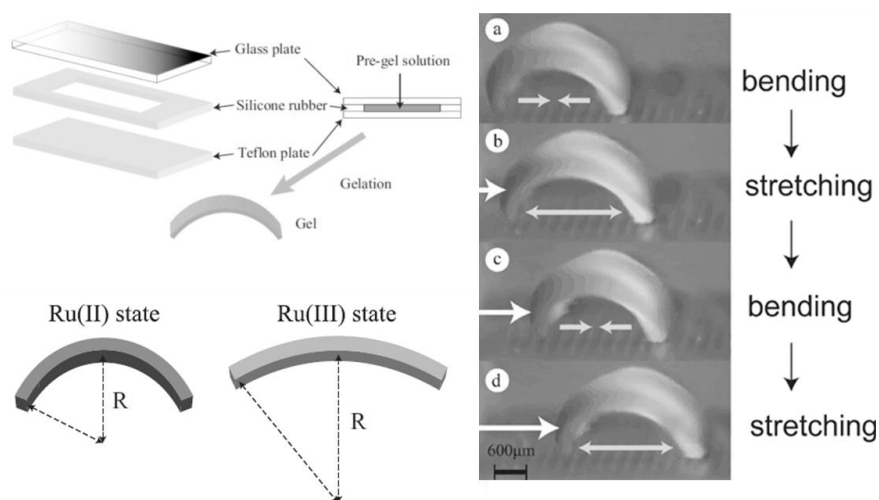 Glass plate
Pre-gel solution
Silicone rubber
Teflon plate
Gelation
Gel
Ru(II) state
R
Ru(III) state
R
a
bending
b
stretching
c
bending
d
stretching
600μm